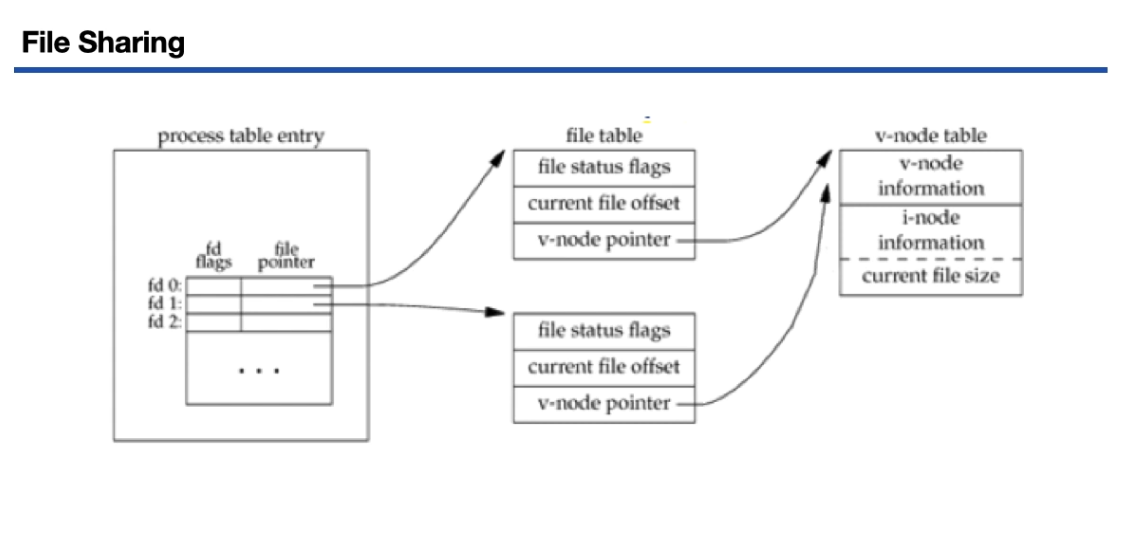 File Sharing
process table entry
fd
flags
file
pointer
fd 0:
fd 1:
fd 2:
. . .
file table
file status flags
current file offset
v-node pointer
file status flags
current file offset
v-node pointer
v-node table
v-node
information
i-node
information
current file size